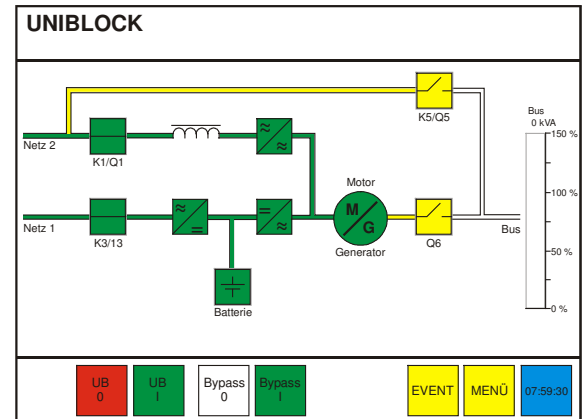 UNIBLOCK
K5/Q5
Bus
0 kVA
150 %
100 %
50 %
0 %
Netz 2
K1/Q1
Motor
M
G
Generator
Netz 1
K3/13
Q6
Bus
Batterie
UB
0
UB
I
Bypass
0
Bypass
I
EVENT
MENÜ
07:59:30